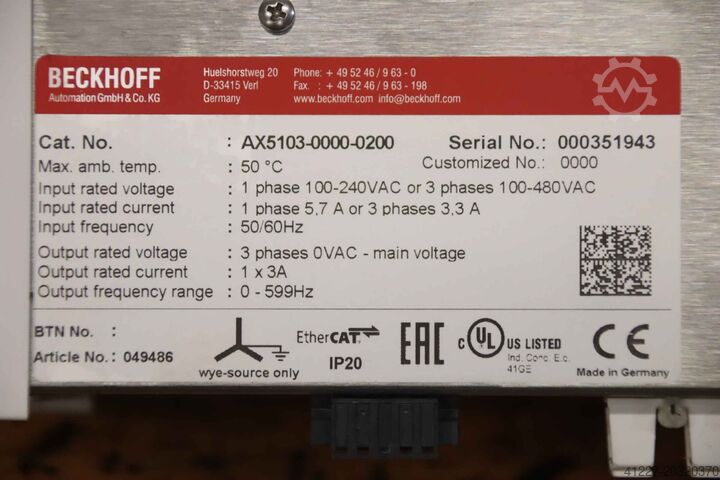 BECKHOFF
Automation GmbH & Co. KG
Huelshorstweg 20
D-33415 Verl
Germany
Phone: + 49 52 46 / 9 63 - 0
Fax. : + 49 52 46 / 9 63 - 198
www.beckhoff.com info@beckhoff.com
Cat. No. : AX5103-0000-0200 Serial No.: 000351943
Max. amb. temp. : 50 °C Customized No.: 0000
Input rated voltage : 1 phase 100-240VAC or 3 phases 100-480VAC
Input rated current : 1 phase 5,7 A or 3 phases 3,3 A
Input frequency : 50/60Hz
Output rated voltage : 3 phases 0VAC - main voltage
Output rated current : 1 x 3A
Output frequency range : 0 - 599Hz
BTN No. :
Article No. : 049486
wye-source only
EtherCAT
IP20
EAC
c UL US LISTED
Ind. Conp. E.q.
41GE
CE
Made in Germany